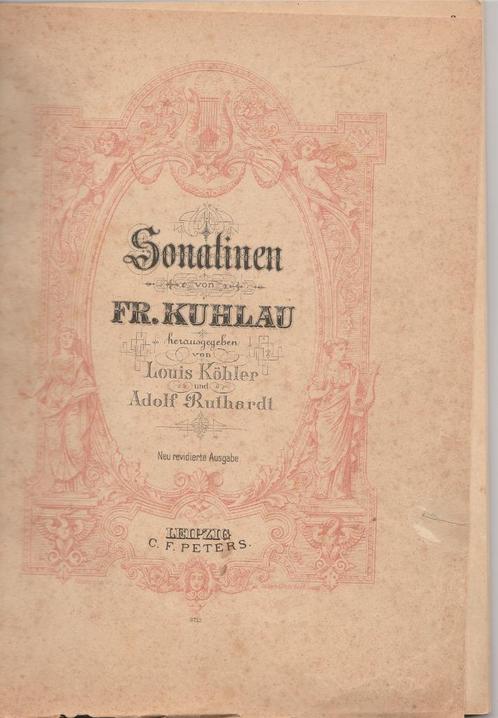 Sonatinen
von
FR. KUHLAU
herausgegeben
von
Louis Köhler
und
Adolf Ruthardt
Neu revidierte Ausgabe
LEIPZIG
C. F. PETERS.